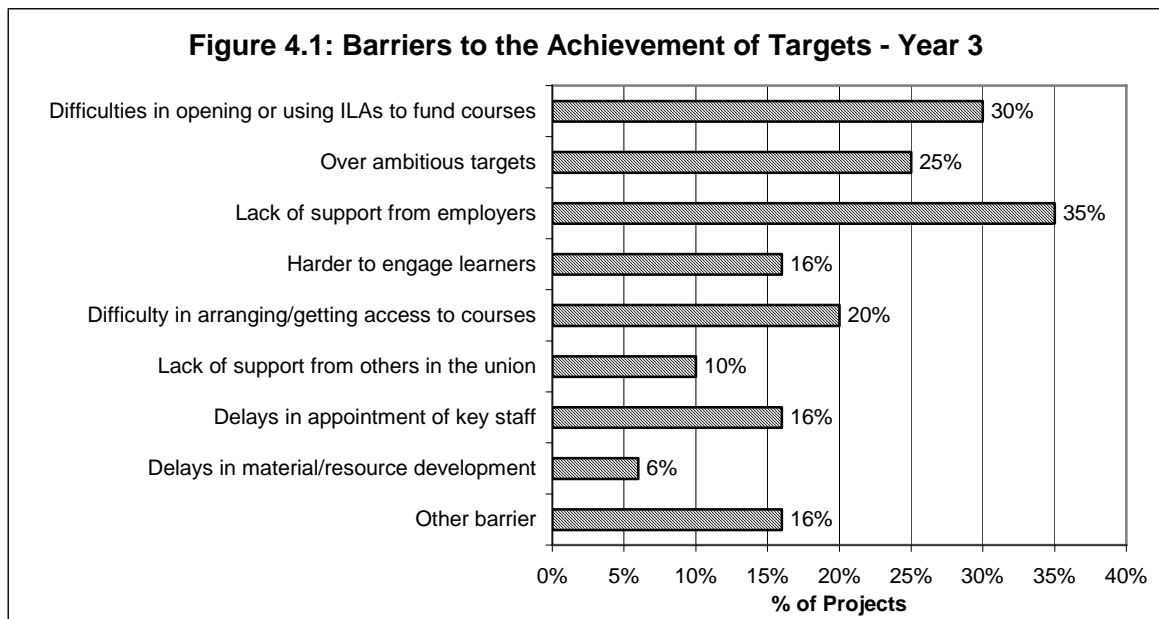 Figure 4.1: Barriers to the Achievement of Targets - Year 3
Difficulties in opening or using ILAs to fund courses 30%
Over ambitious targets 25%
Lack of support from employers 35%
Harder to engage learners 16%
Difficulty in arranging/getting access to courses 20%
Lack of support from others in the union 10%
Delays in appointment of key staff 16%
Delays in material/resource development 6%
Other barrier 16%
0% 5% 10% 15% 20% 25% 30% 35% 40%
% of Projects